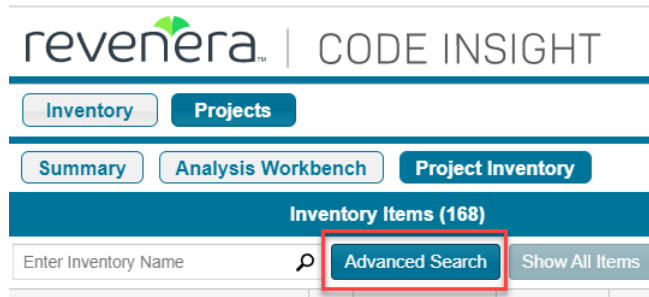 revenera™ | CODE INSIGHT
Inventory Projects
Summary Analysis Workbench Project Inventory
Inventory Items (168)
Enter Inventory Name Advanced Search Show All Items